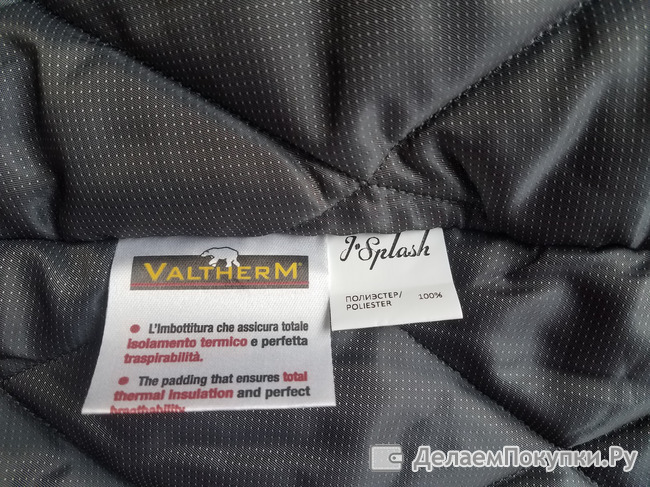 VALTHERM
● L'Imbottitura che assicura totale
isolamento termico e perfetta
traspirabilità.
● The padding that ensures total
thermal insulation and perfect
breathability.
J•Splash
ПОЛИЭСТЕР/ 100%
POLIESTER
ДелаемПокупки.Ру